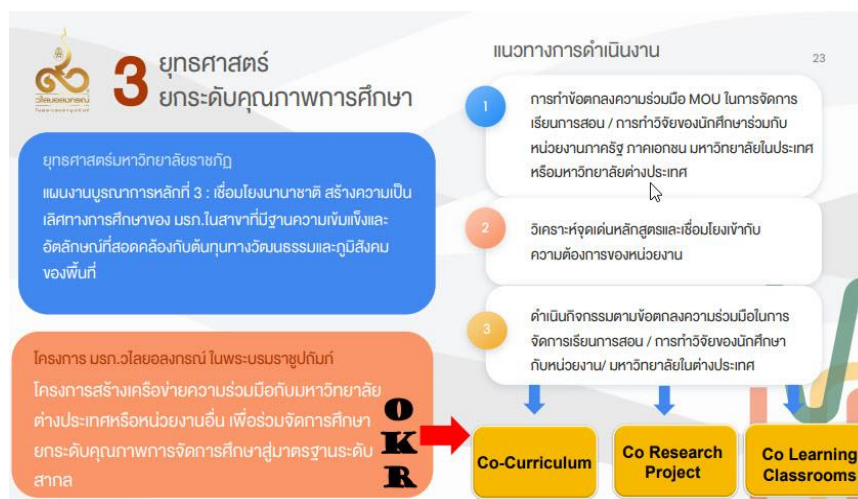 วไลยอลงกรณ์
3
ยุทธศาสตร์
ยกระดับคุณภาพการศึกษา
ยุทธศาสตร์มหาวิทยาลัยราชภัฏ
แผนงานบูรณาการหลักที่ 3 : เชื่อมโยงนานาชาติ สร้างความเป็น
เลิศทางการศึกษาของ มรภ.ในสาขาที่มีฐานความเข้มแข็งและ
อัตลักษณ์ที่สอดคล้องกับต้นทุนทางวัฒนธรรมและภูมิสังคม
ของพื้นที่
โครงการ มรภ.วไลยอลงกรณ์ ในพระบรมราชูปถัมภ์
โครงการสร้างเครือข่ายความร่วมมือกับมหาวิทยาลัย
ต่างประเทศหรือหน่วยงานอื่น เพื่อร่วมจัดการศึกษา
ยกระดับคุณภาพการจัดการศึกษาสู่มาตรฐานระดับ
สากล
O
K
R
แนวทางการดำเนินงาน
23
1
การทำข้อตกลงความร่วมมือ MOU ในการจัดการ
เรียนการสอน / การทำวิจัยของนักศึกษาร่วมกับ
หน่วยงานภาครัฐ ภาคเอกชน มหาวิทยาลัยในประเทศ
หรือมหาวิทยาลัยต่างประเทศ
2
วิเคราะห์จุดเด่นหลักสูตรและเชื่อมโยงเข้ากับ
ความต้องการของหน่วยงาน
3
ดำเนินกิจกรรมตามข้อตกลงความร่วมมือในการ
จัดการเรียนการสอน / การทำวิจัยของนักศึกษา
กับหน่วยงาน/ มหาวิทยาลัยในต่างประเทศ
Co-Curriculum
Co Research
Project
Co Learning
Classrooms